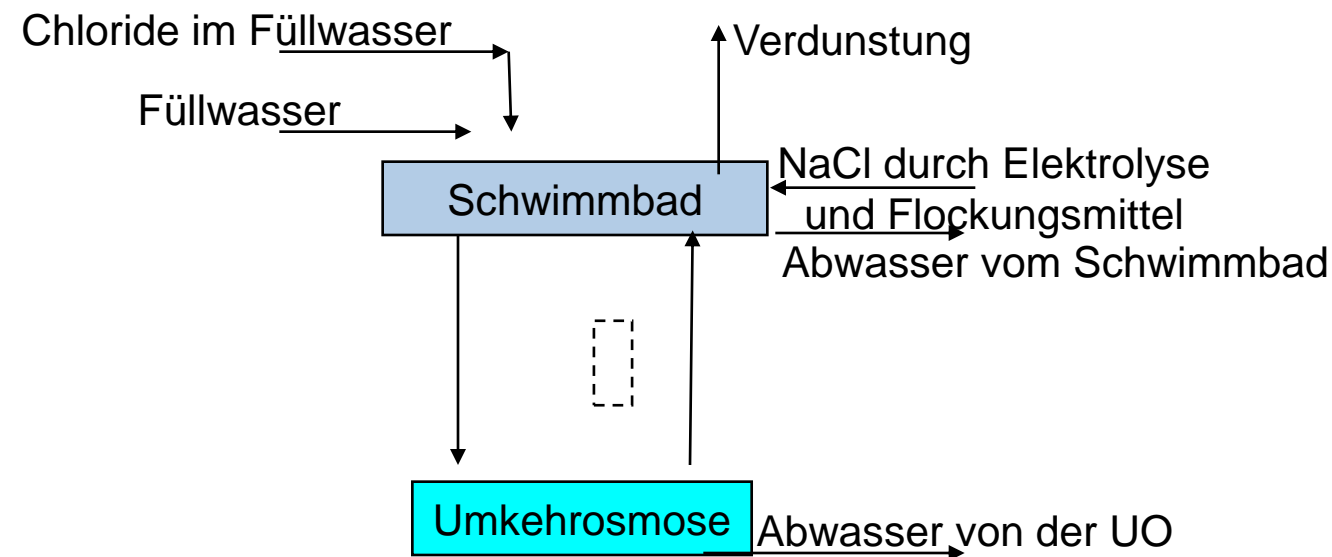 Chloride im Füllwasser
Verdunstung
Füllwasser
NaCl durch Elektrolyse
und Flockungsmittel
Schwimmbad
Abwasser vom Schwimmbad
Umkehrosmose
Abwasser von der UO